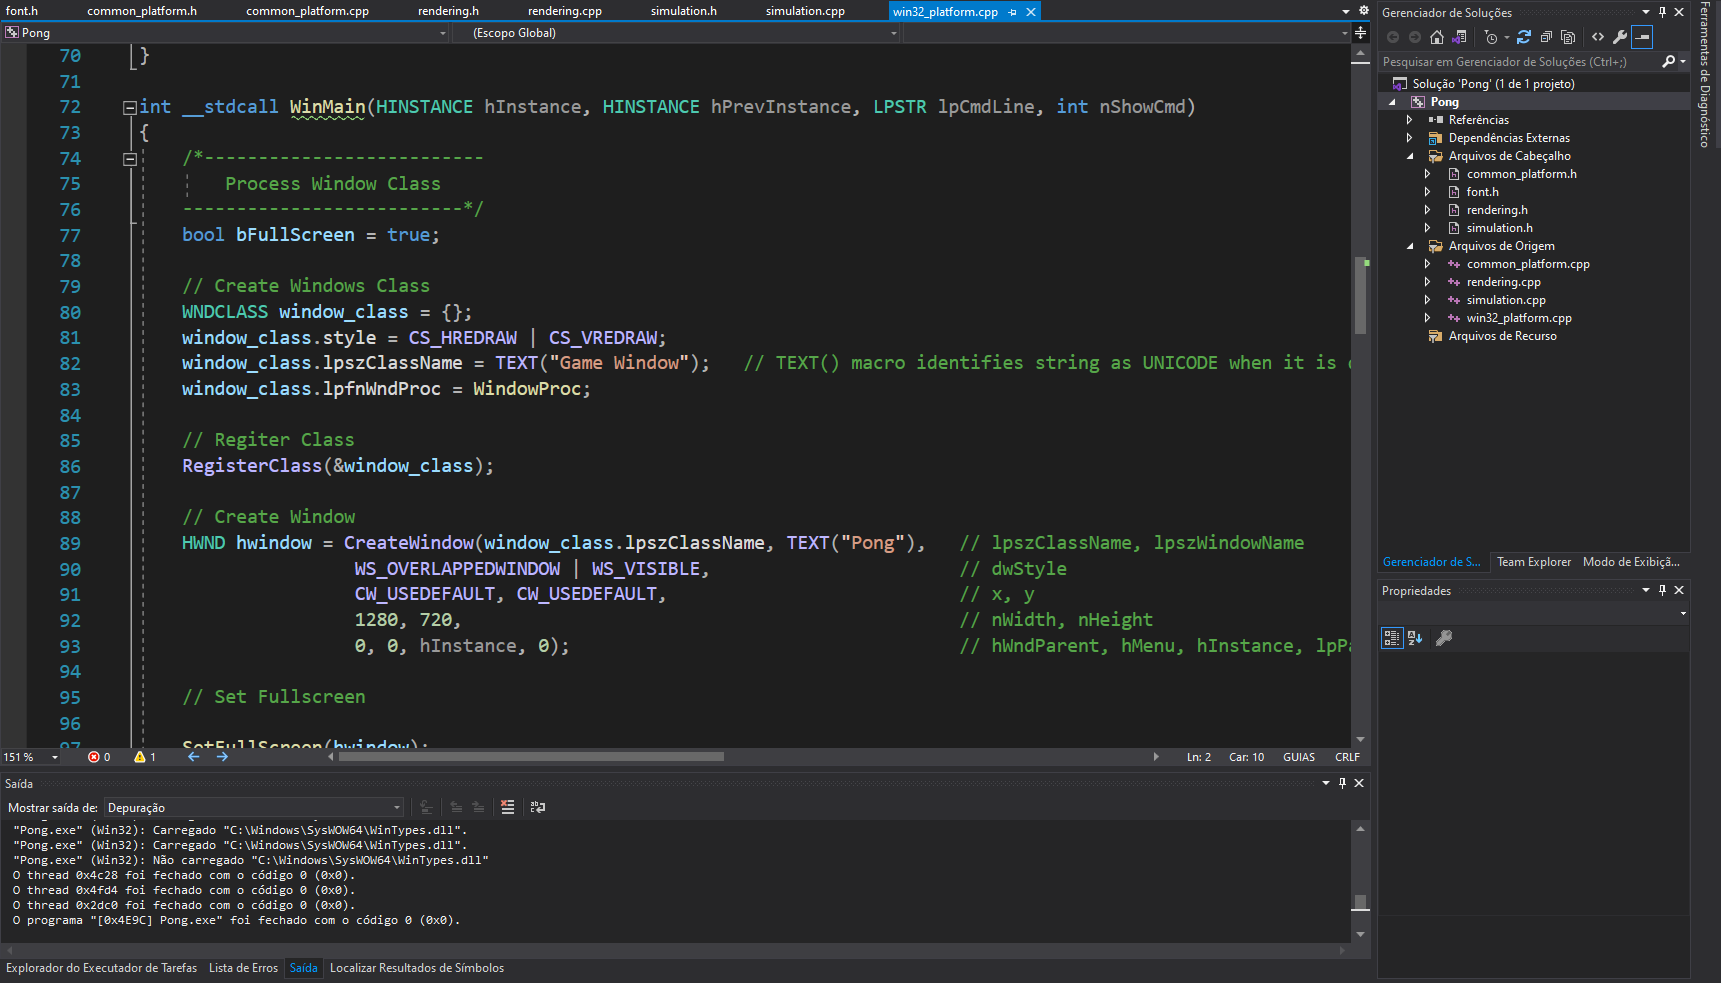 font.h common_platform.h common_platform.cpp rendering.h rendering.cpp simulation.h simulation.cpp win32_platform.cpp
Pong (Escopo Global)
70 }
71
72 int __stdcall WinMain(HINSTANCE hInstance, HINSTANCE hPrevInstance, LPSTR lpCmdLine, int nShowCmd)
73 {
74 /*--------------------------
75 Process Window Class
76 --------------------------*/
77 bool bFullScreen = true;
78
79 // Create Windows Class
80 WNDCLASS window_class = {};
81 window_class.style = CS_HREDRAW | CS_VREDRAW;
82 window_class.lpszClassName = TEXT("Game Window"); // TEXT() macro identifies string as UNICODE when it is
83 window_class.lpfnWndProc = WindowProc;
84
85 // Regiter Class
86 RegisterClass(&window_class);
87
88 // Create Window
89 HWND hwindow = CreateWindow(window_class.lpszClassName, TEXT("Pong"), // lpszClassName, lpszWindowName
90 WS_OVERLAPPEDWINDOW | WS_VISIBLE, // dwStyle
91 CW_USEDEFAULT, CW_USEDEFAULT, // x, y
92 1280, 720, // nWidth, nHeight
93 0, 0, hInstance, 0); // hWndParent, hMenu, hInstance, lpPa
94
95 // Set Fullscreen
96
97 SetFullScreen(hwindow);
151 % 0 1 Ln: 2 Car: 10 GUIAS CRLF
Saída
Mostrar saída de: Depuração
"Pong.exe" (Win32): Carregado "C:\Windows\SysWOW64\WinTypes.dll".
"Pong.exe" (Win32): Carregado "C:\Windows\SysWOW64\WinTypes.dll".
"Pong.exe" (Win32): Não carregado "C:\Windows\SysWOW64\WinTypes.dll"
O thread 0x4c28 foi fechado com o código 0 (0x0).
O thread 0x4fd4 foi fechado com o código 0 (0x0).
O thread 0x2dc0 foi fechado com o código 0 (0x0).
O programa "[0x4E9C] Pong.exe" foi fechado com o código 0 (0x0).
Explorador do Executador de Tarefas Lista de Erros Saída Localizar Resultados de Símbolos
Gerenciador de Soluções
Pesquisar em Gerenciador de Soluções (Ctrl+;)
Solução 'Pong' (1 de 1 projeto)
Pong
Referências
Dependências Externas
Arquivos de Cabeçalho
common_platform.h
font.h
rendering.h
simulation.h
Arquivos de Origem
common_platform.cpp
rendering.cpp
simulation.cpp
win32_platform.cpp
Arquivos de Recurso
Gerenciador de S... Team Explorer Modo de Exibiçã...
Propriedades
Ferramentas de Diagnóstico